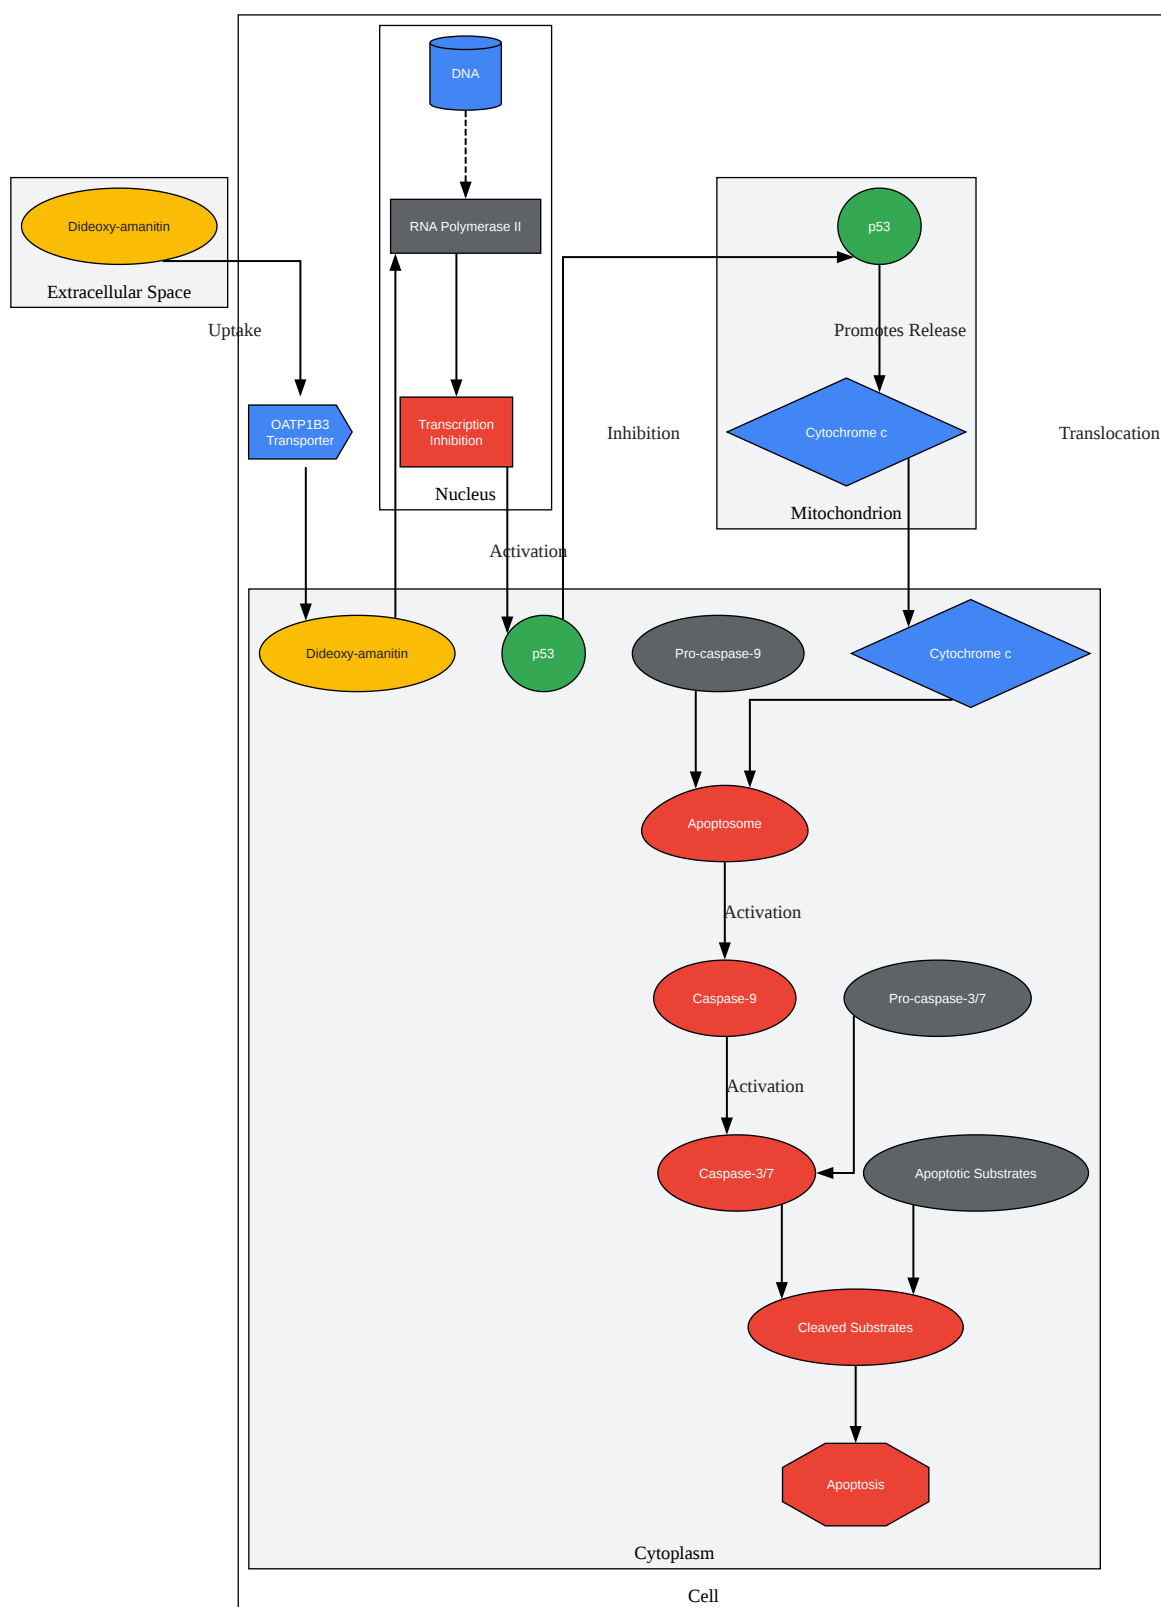 DNA
Dideoxy-amanitin
RNA Polymerase II
p53
Extracellular Space
Uptake
Promotes Release
OATP1B3
Transporter
Transcription
Inhibition
Inhibition
Cytochrome c
Translocation
Nucleus
Mitochondrion
Activation
Dideoxy-amanitin
p53
Pro-caspase-9
Cytochrome c
Apoptosome
Activation
Caspase-9
Pro-caspase-3/7
Activation
Caspase-3/7
Apoptotic Substrates
Cleaved Substrates
Apoptosis
Cytoplasm
Cell